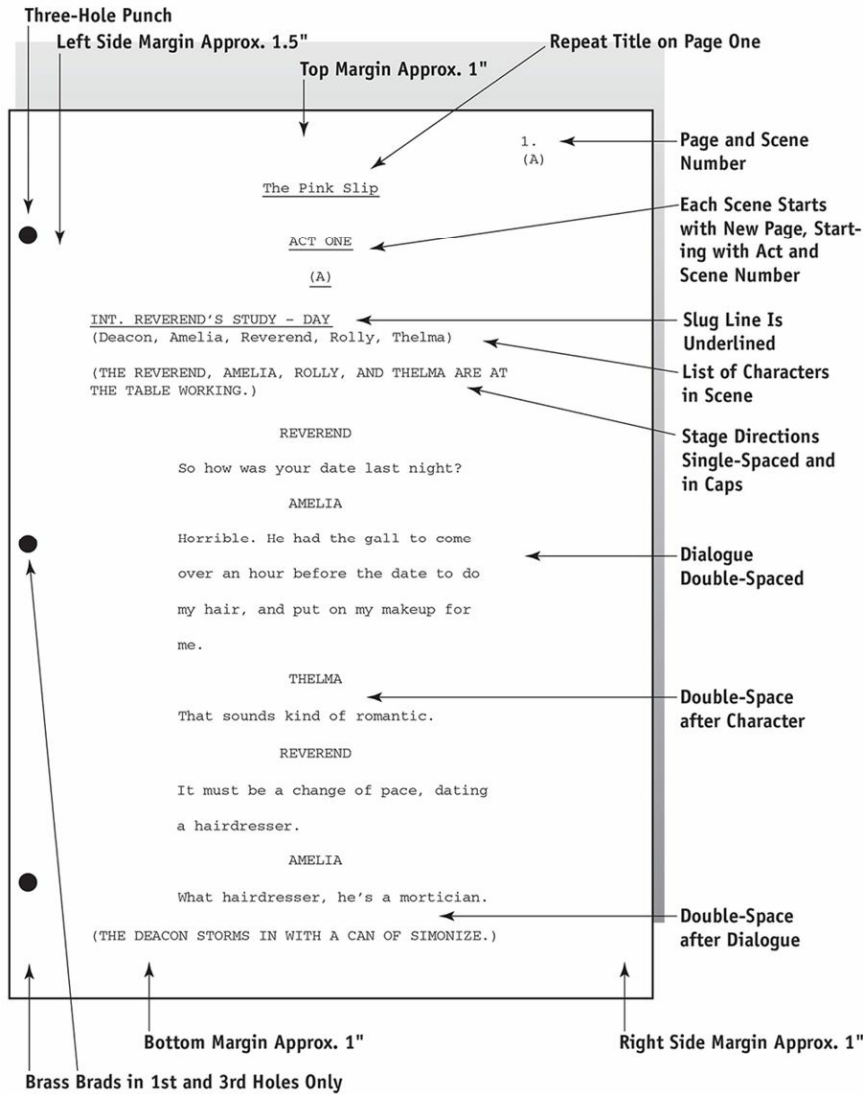 Three-Hole Punch
Left Side Margin Approx. 1.5"
Repeat Title on Page One
Top Margin Approx. 1"
1.
(A)
Page and Scene
Number
The Pink Slip
Each Scene Starts
with New Page, Start-
ing with Act and
Scene Number
ACT ONE
(A)
INT. REVEREND'S STUDY – DAY
(Deacon, Amelia, Reverend, Rolly, Thelma)
Slug Line Is
Underlined
List of Characters
in Scene
(THE REVEREND, AMELIA, ROLLY, AND THELMA ARE AT
THE TABLE WORKING.)
Stage Directions
Single-Spaced and
in Caps
REVEREND
So how was your date last night?
AMELIA
Horrible. He had the gall to come
over an hour before the date to do
my hair, and put on my makeup for
me.
Dialogue
Double-Spaced
THELMA
That sounds kind of romantic.
Double-Space
after Character
REVEREND
It must be a change of pace, dating
a hairdresser.
AMELIA
What hairdresser, he's a mortician.
(THE DEACON STORMS IN WITH A CAN OF SIMONIZE.)
Double-Space
after Dialogue
Bottom Margin Approx. 1"
Right Side Margin Approx. 1"
Brass Brads in 1st and 3rd Holes Only